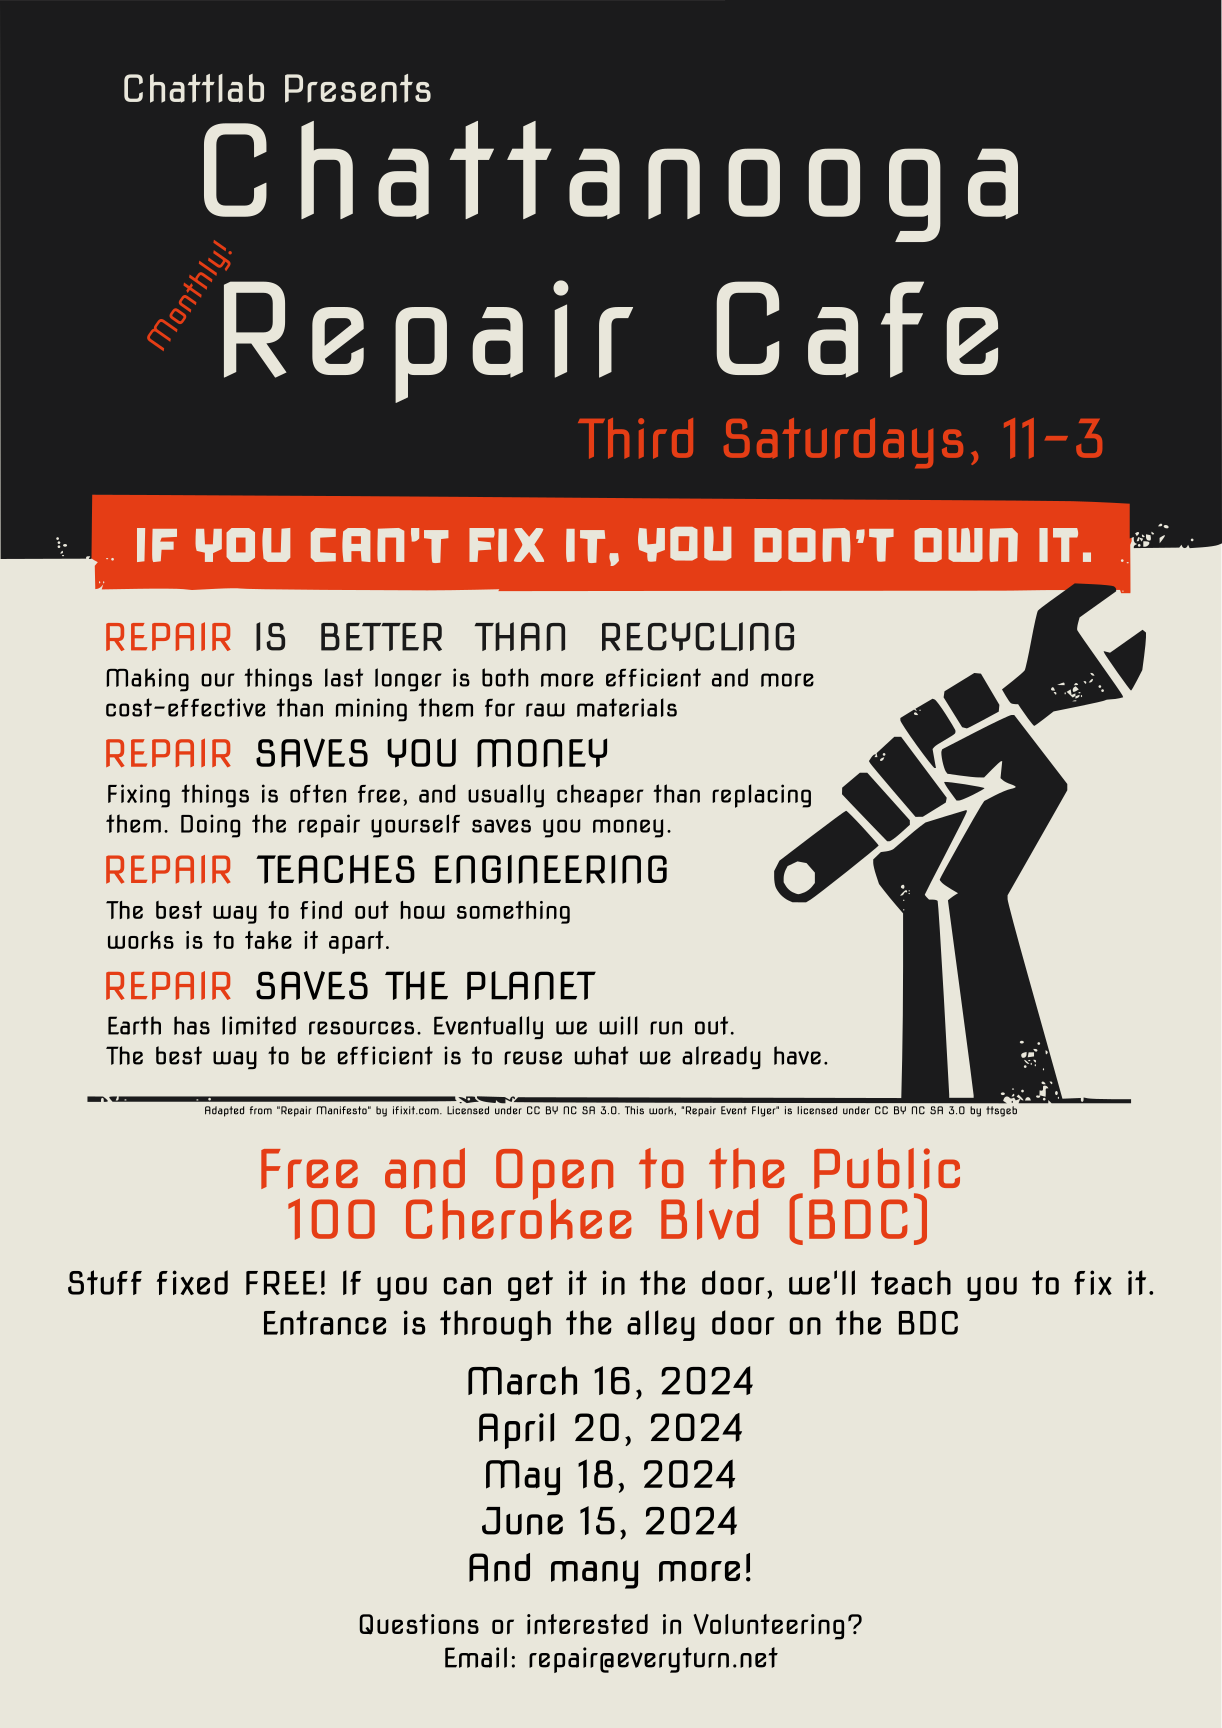 Chattlab Presents
Chattanooga
Monthly!
Repair Cafe
Third Saturdays, 11-3
IF YOU CAN'T FIX IT, YOU DON'T OWN IT.
REPAIR IS BETTER THAN RECYCLING
Making our things last longer is both more efficient and more
cost-effective than mining them for raw materials
REPAIR SAVES YOU MONEY
Fixing things is often free, and usually cheaper than replacing
them. Doing the repair yourself saves you money.
REPAIR TEACHES ENGINEERING
The best way to find out how something
works is to take it apart.
REPAIR SAVES THE PLANET
Earth has limited resources. Eventually we will run out.
The best way to be efficient is to reuse what we already have.
Adapted from "Repair Manifesto" by ifixit.com. Licensed under CC BY NC SA 3.0. This work, "Repair Event Flyer" is licensed under CC BY NC SA 3.0 by ttsgeb
Free and Open to the Public
100 Cherokee Blvd (BDC)
Stuff fixed FREE! If you can get it in the door, we'll teach you to fix it.
Entrance is through the alley door on the BDC
March 16, 2024
April 20, 2024
May 18, 2024
June 15, 2024
And many more!
Questions or interested in Volunteering?
Email: repair@everyturn.net